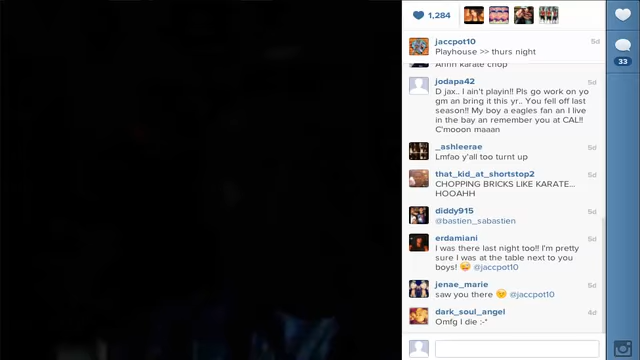 1,284
jaccpot10 5d
Playhouse >> thurs night
Ahhh karate chop
jodapa42 5d
D jax.. I ain't playin!! Pls go work on yo
gm an bring it this yr.. You fell off last
season!! My boy a eagles fan an I live
in the bay an remember you at CAL!!
C'mooon maaan
_ashleerae 5d
Lmfao y'all too turnt up
that_kid_at_shortstop2 5d
CHOPPING BRICKS LIKE KARATE...
HOOAHH
diddy915 5d
@bastien_sabastien
erdamiani 5d
I was there last night too!! I'm pretty
sure I was at the table next to you
boys! 😜 @jaccpot10
jenae_marie 5d
saw you there 😉 @jaccpot10
dark_soul_angel 4d
Omfg I die :-*
33